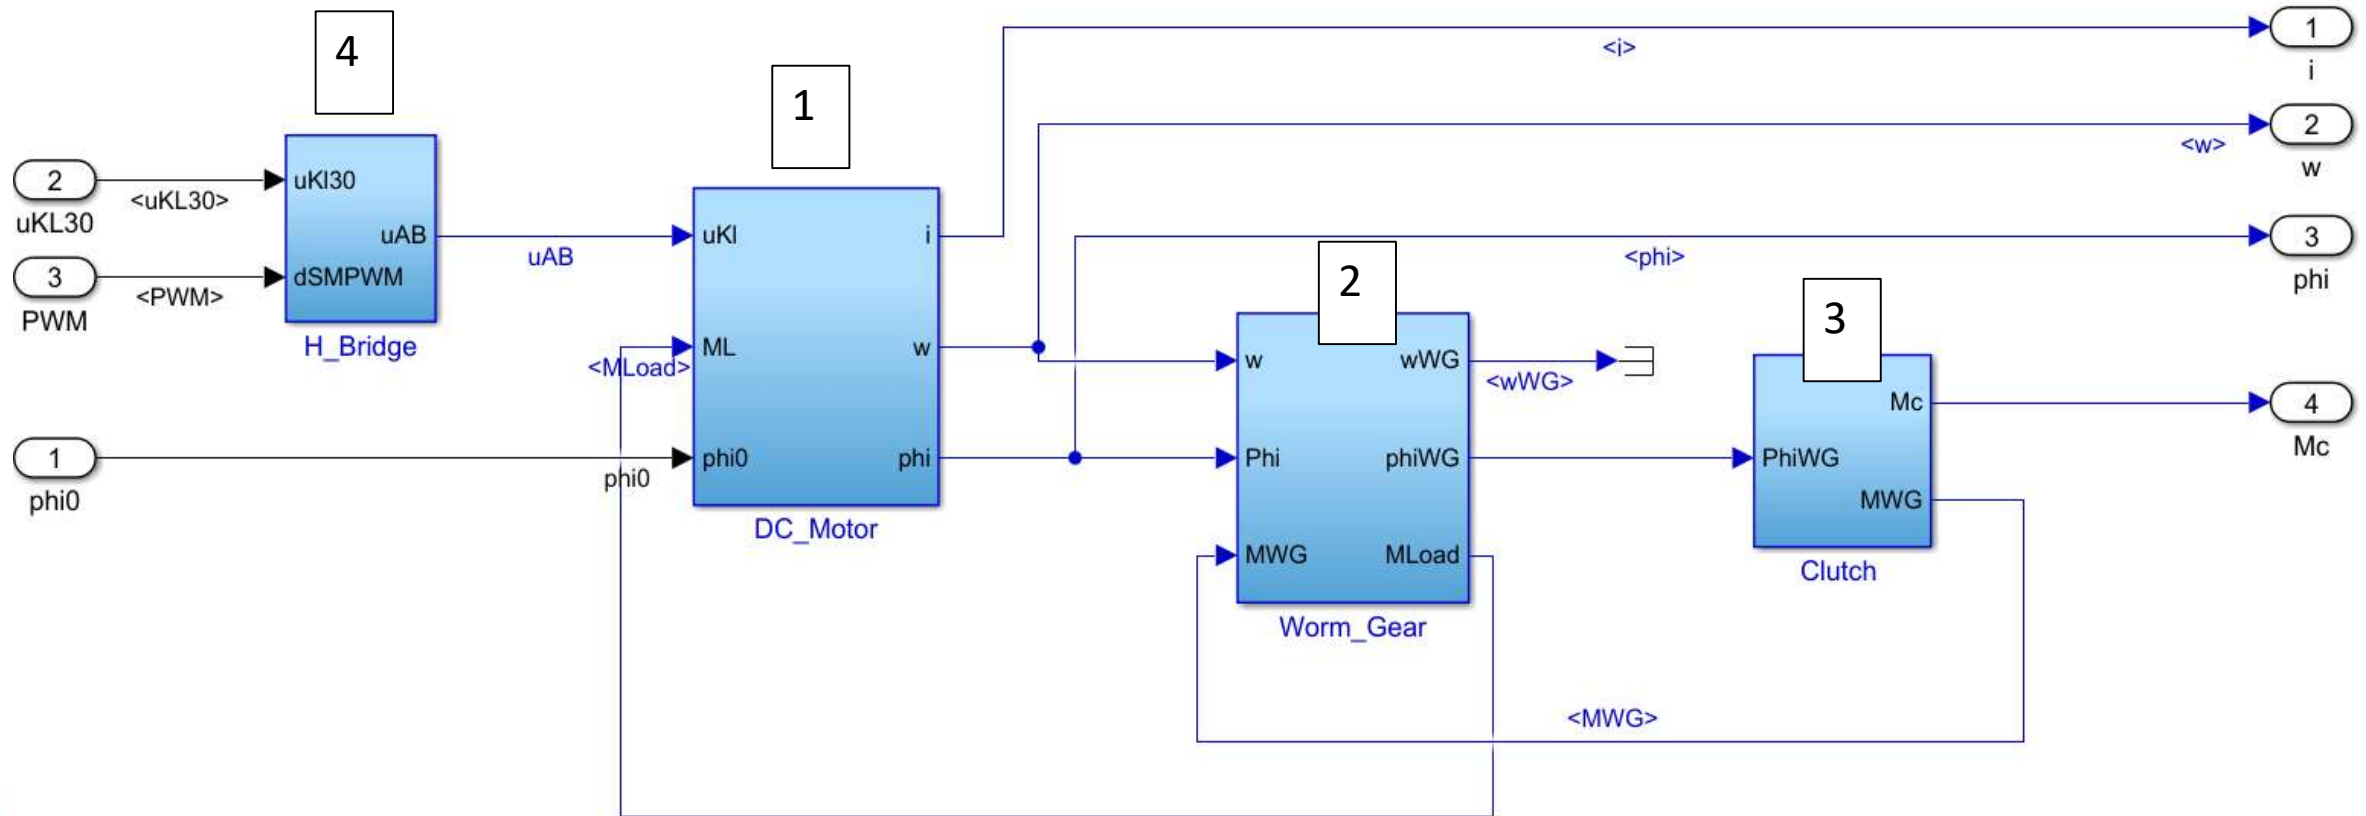 4
1
2
3
2
uKL30
<uKL30>
3
PWM
<PWM>
1
phi0
phi0
uKl30
uAB
dSMPWM
H_Bridge
uAB
<MLoad>
uKl
i
ML
w
phi0
phi
DC_Motor
w
wWG
Phi
phiWG
MWG
MLoad
Worm_Gear
<wWG>
Mc
PhiWG
MWG
Clutch
<MWG>
<i>
<w>
<phi>
1
i
2
w
3
phi
4
Mc